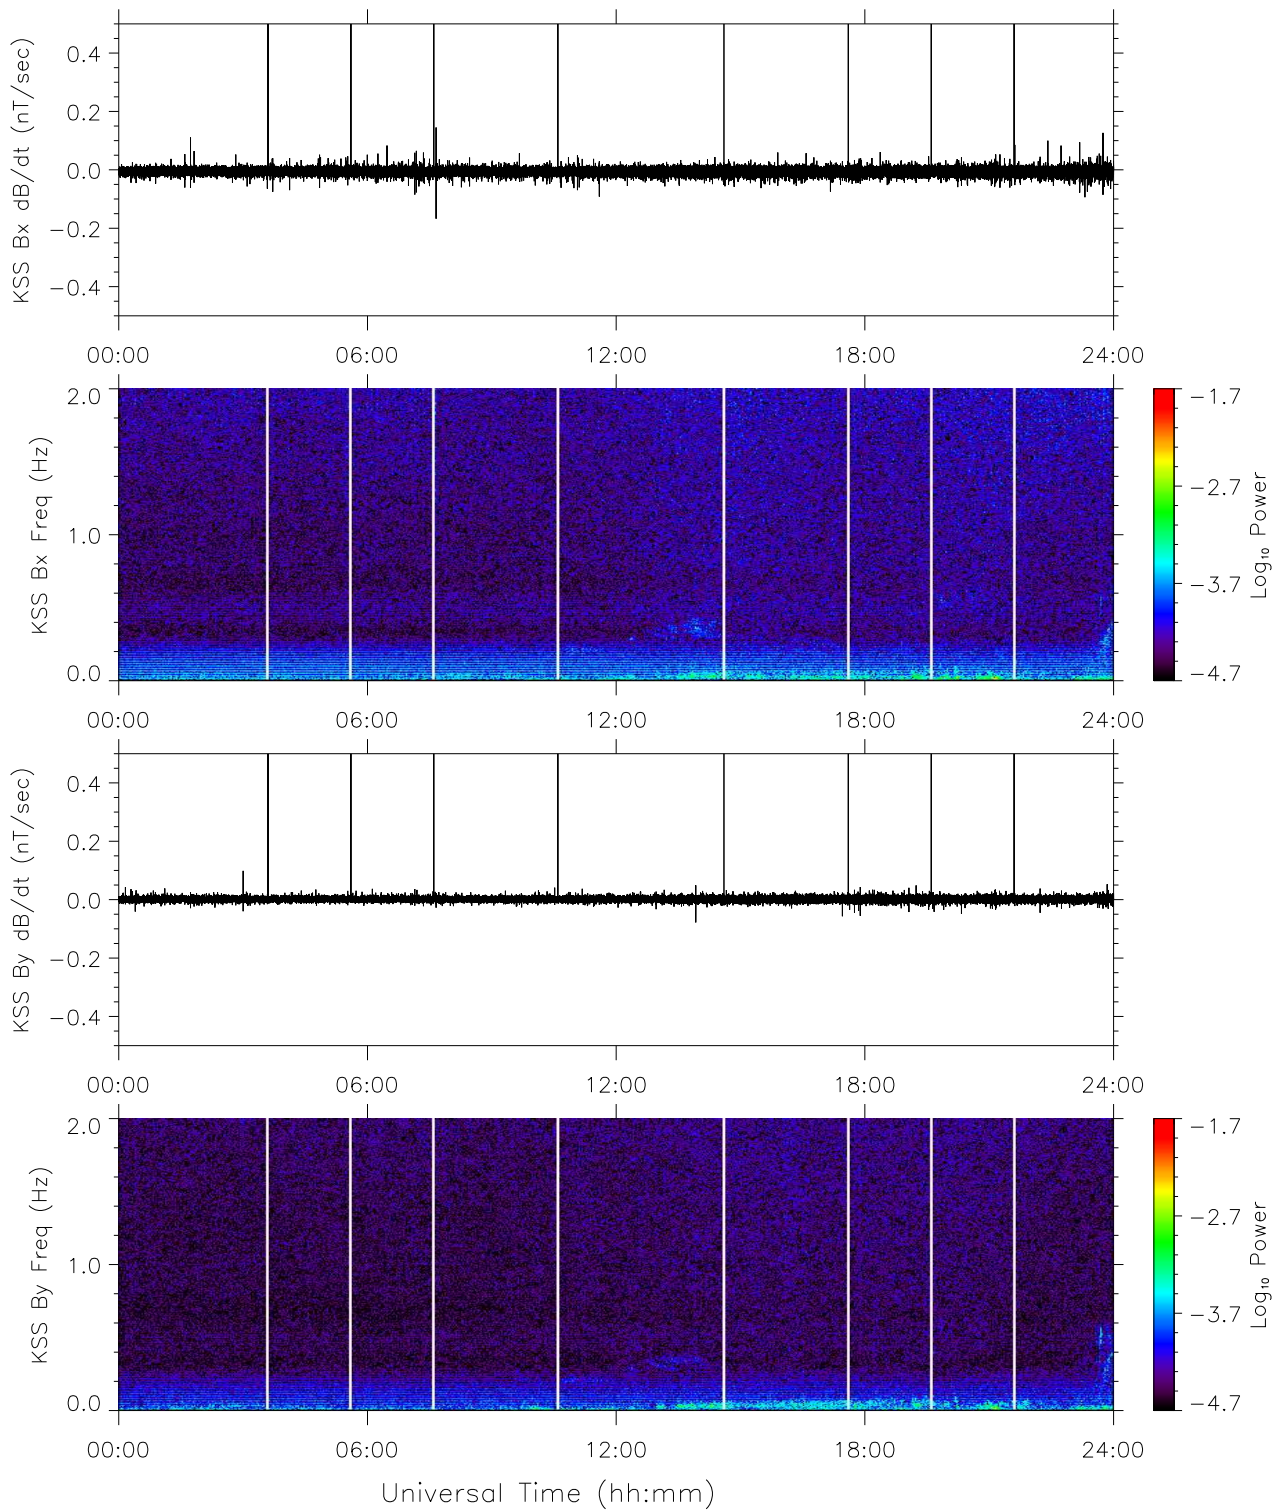 KSS Bx dB/dt (nT/sec)
0.4
0.2
0.0
−0.2
−0.4
00:00 06:00 12:00 18:00 24:00
KSS Bx Freq (Hz)
2.0
1.0
0.0
−1.7
−2.7
−3.7
−4.7
Log10 Power
00:00 06:00 12:00 18:00 24:00
KSS By dB/dt (nT/sec)
0.4
0.2
0.0
−0.2
−0.4
00:00 06:00 12:00 18:00 24:00
KSS By Freq (Hz)
2.0
1.0
0.0
−1.7
−2.7
−3.7
−4.7
Log10 Power
00:00 06:00 12:00 18:00 24:00
Universal Time (hh:mm)